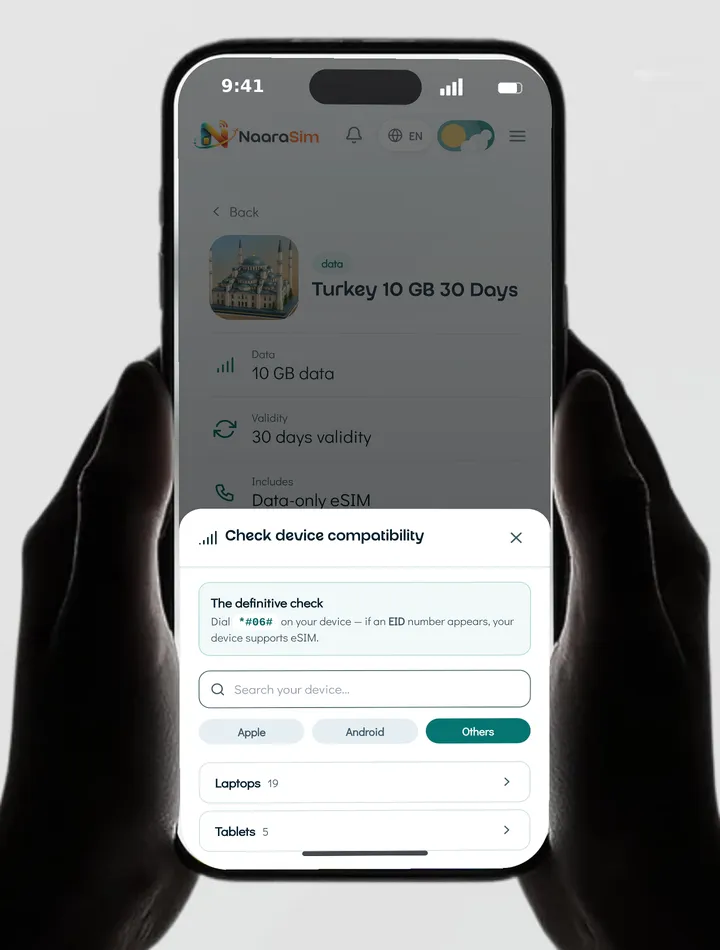 9:41
NaaraSim
EN
Back
data
Turkey 10 GB 30 Days
Data
10 GB data
Validity
30 days validity
Includes
Data-only eSIM
Check device compatibility
The definitive check
Dial *#06# on your device – if an EID number appears, your
device supports eSIM.
Search your device...
Apple
Android
Others
Laptops 19
Tablets 5